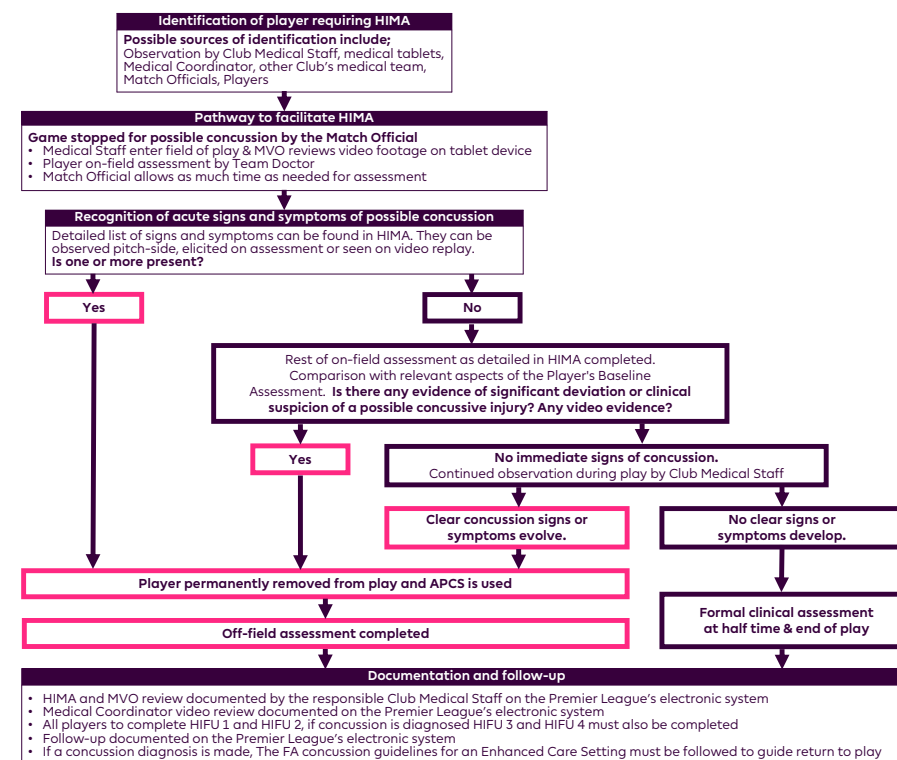 Identification of player requiring HIMA
Possible sources of identification include;
Observation by Club Medical Staff, medical tablets,
Medical Coordinator, other Club's medical team,
Match Officials, Players
Pathway to facilitate HIMA
Game stopped for possible concussion by the Match Official
• Medical Staff enter field of play & MVO reviews video footage on tablet device
• Player on-field assessment by Team Doctor
• Match Official allows as much time as needed for assessment
Recognition of acute signs and symptoms of possible concussion
Detailed list of signs and symptoms can be found in HIMA. They can be
observed pitch-side, elicited on assessment or seen on video replay.
Is one or more present?
Yes
No
Rest of on-field assessment as detailed in HIMA completed.
Comparison with relevant aspects of the Player's Baseline
Assessment. Is there any evidence of significant deviation or clinical
suspicion of a possible concussive injury? Any video evidence?
Yes
No immediate signs of concussion.
Continued observation during play by Club Medical Staff
Clear concussion signs or
symptoms evolve.
No clear signs or
symptoms develop.
Player permanently removed from play and APCS is used
Formal clinical assessment
at half time & end of play
Off-field assessment completed
Documentation and follow-up
• HIMA and MVO review documented by the responsible Club Medical Staff on the Premier League's electronic system
• Medical Coordinator video review documented on the Premier League's electronic system
• All players to complete HIFU 1 and HIFU 2, if concussion is diagnosed HIFU 3 and HIFU 4 must also be completed
• Follow-up documented on the Premier League's electronic system
• If a concussion diagnosis is made, The FA concussion guidelines for an Enhanced Care Setting must be followed to guide return to play